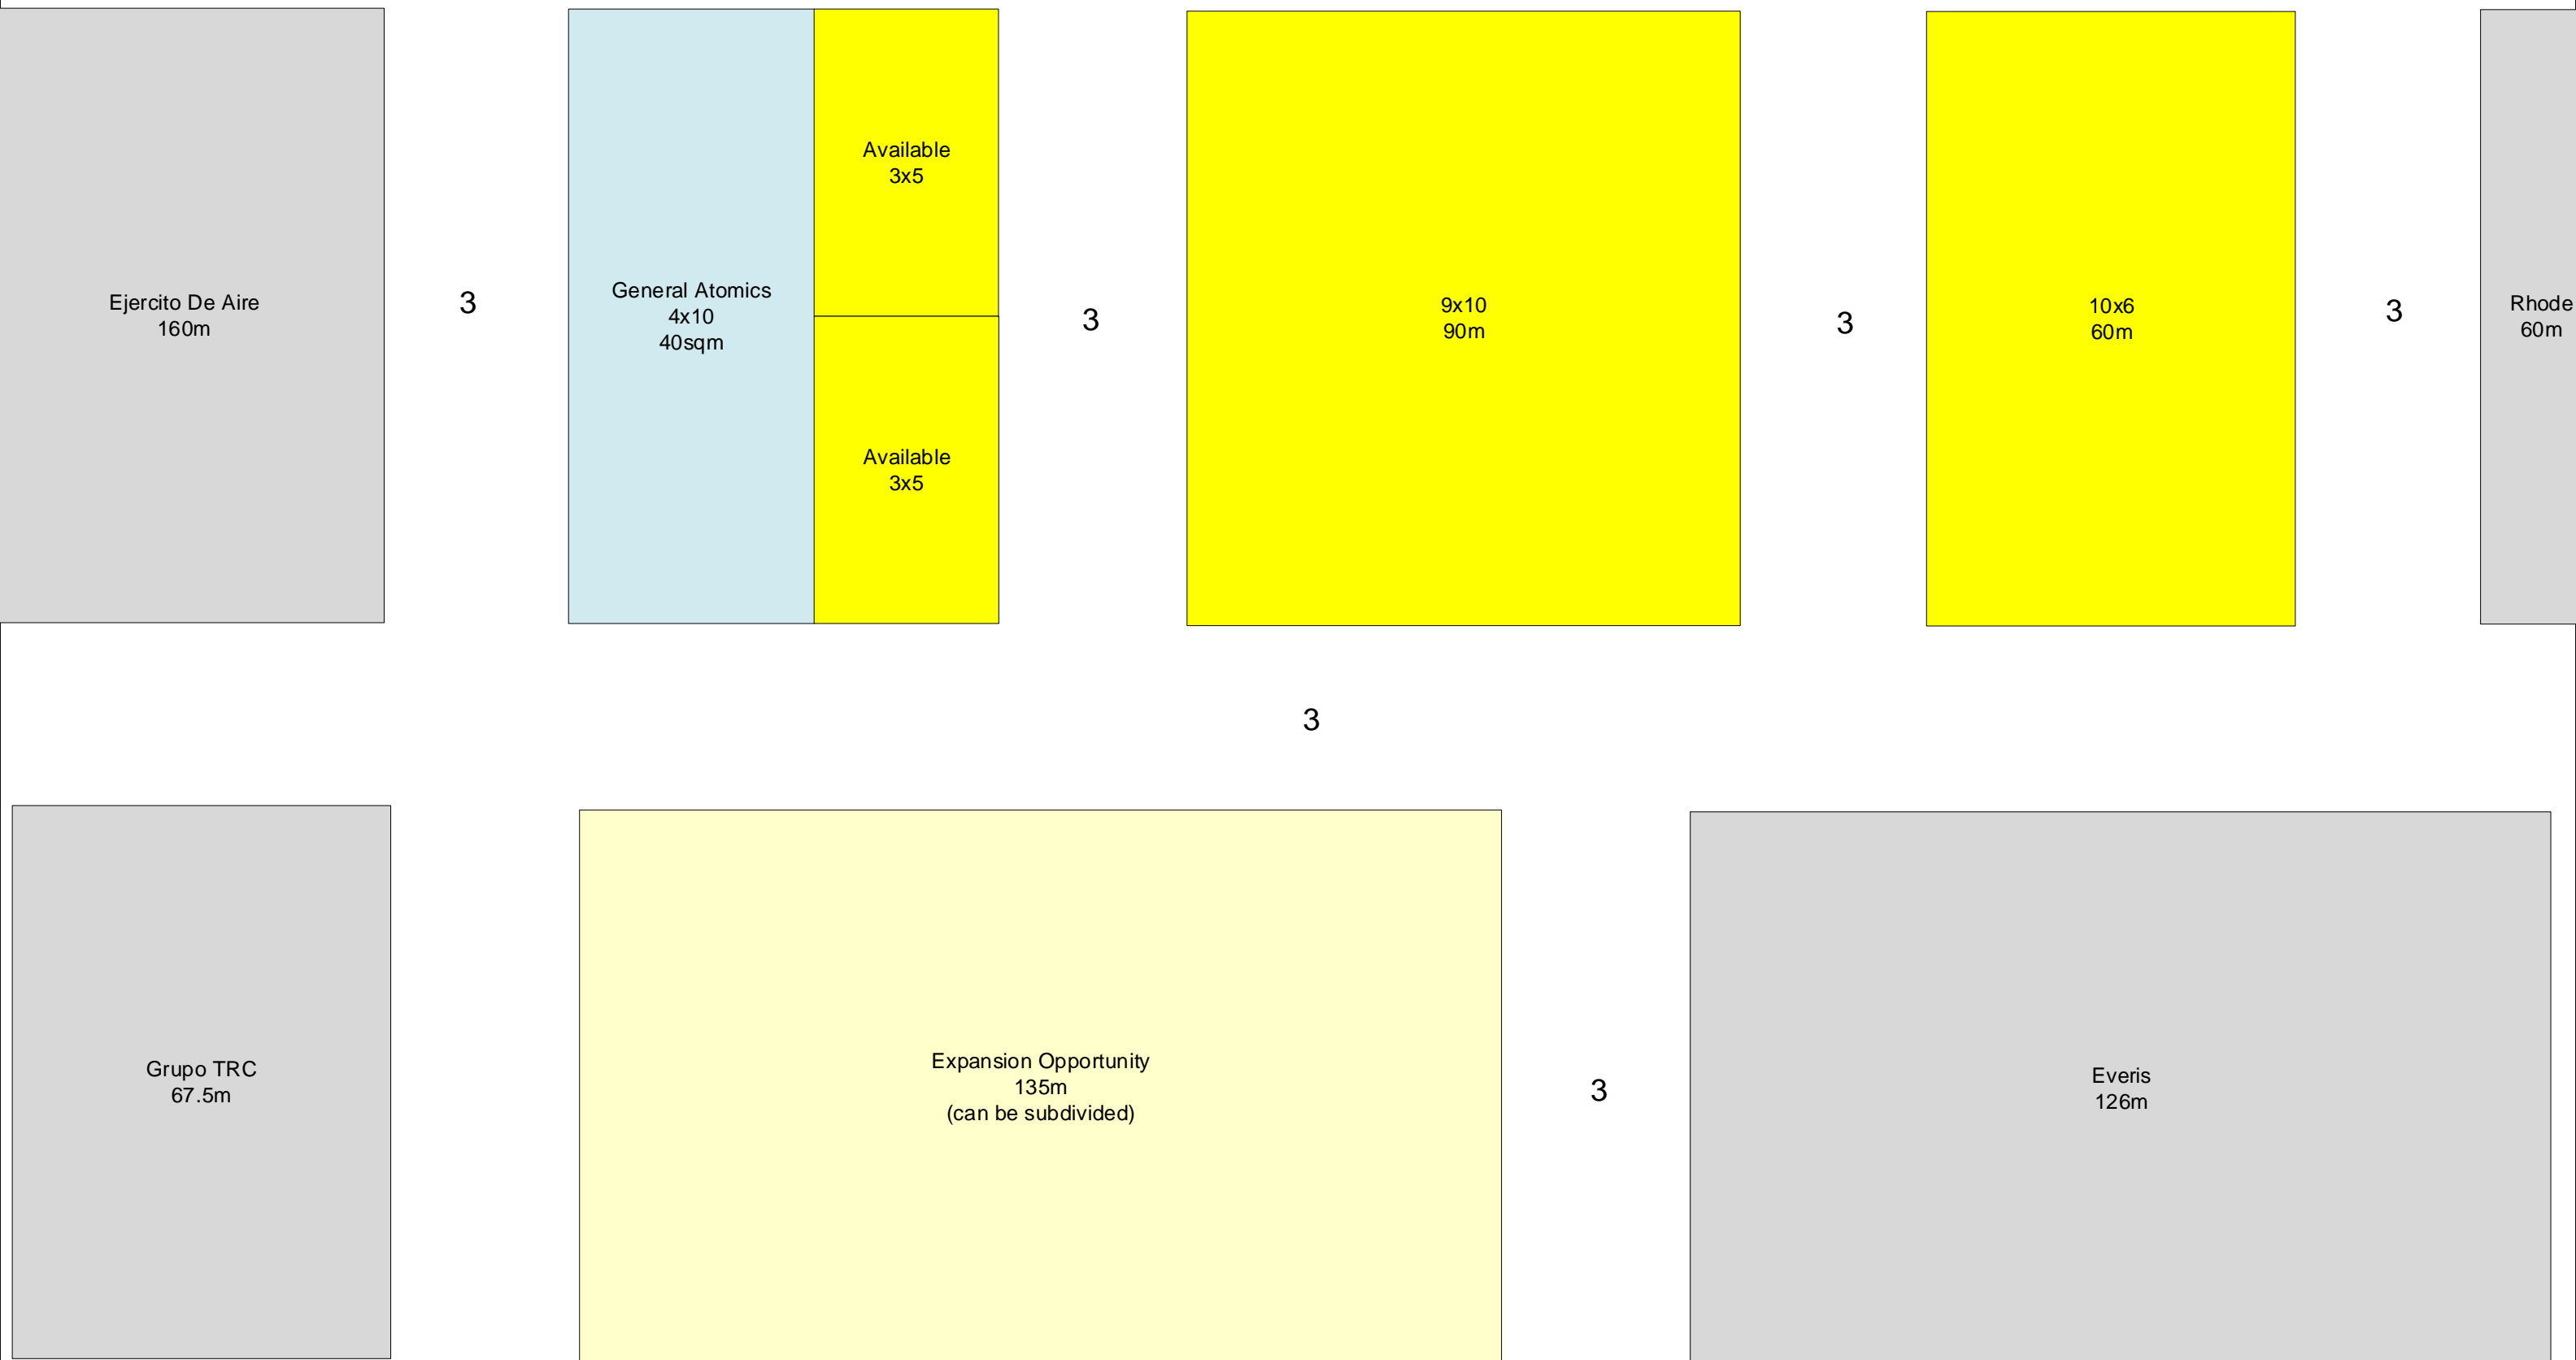 Ejercito De Aire
160m
3
General Atomics
4x10
40sqm
Available
3x5
Available
3x5
3
9x10
90m
3
10x6
60m
3
Rhode
60m
3
Grupo TRC
67.5m
Expansion Opportunity
135m
(can be subdivided)
3
Everis
126m